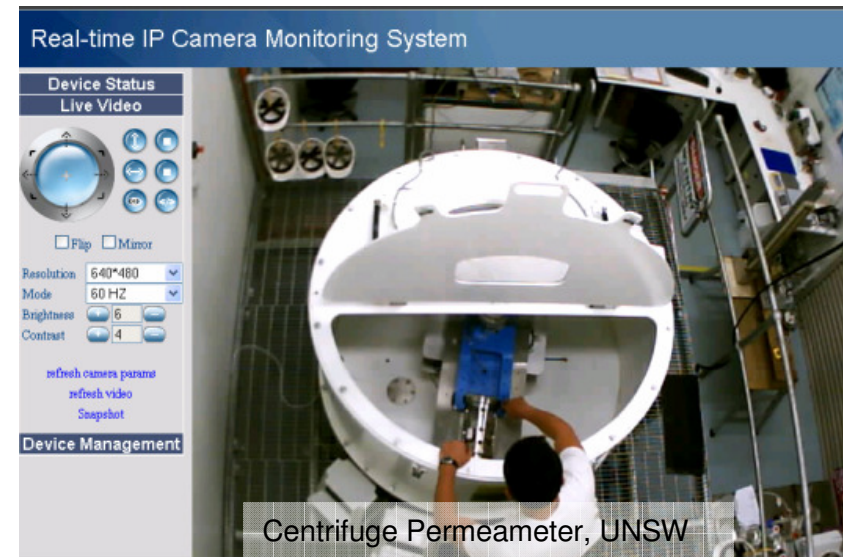 Real-time IP Camera Monitoring System
Device Status
Live Video
Flip Mirror
Resolution 640*480
Mode 60 HZ
Brightness 6
Contrast 4
refresh camera params
refresh video
Snapshot
Device Management
Centrifuge Permeameter, UNSW